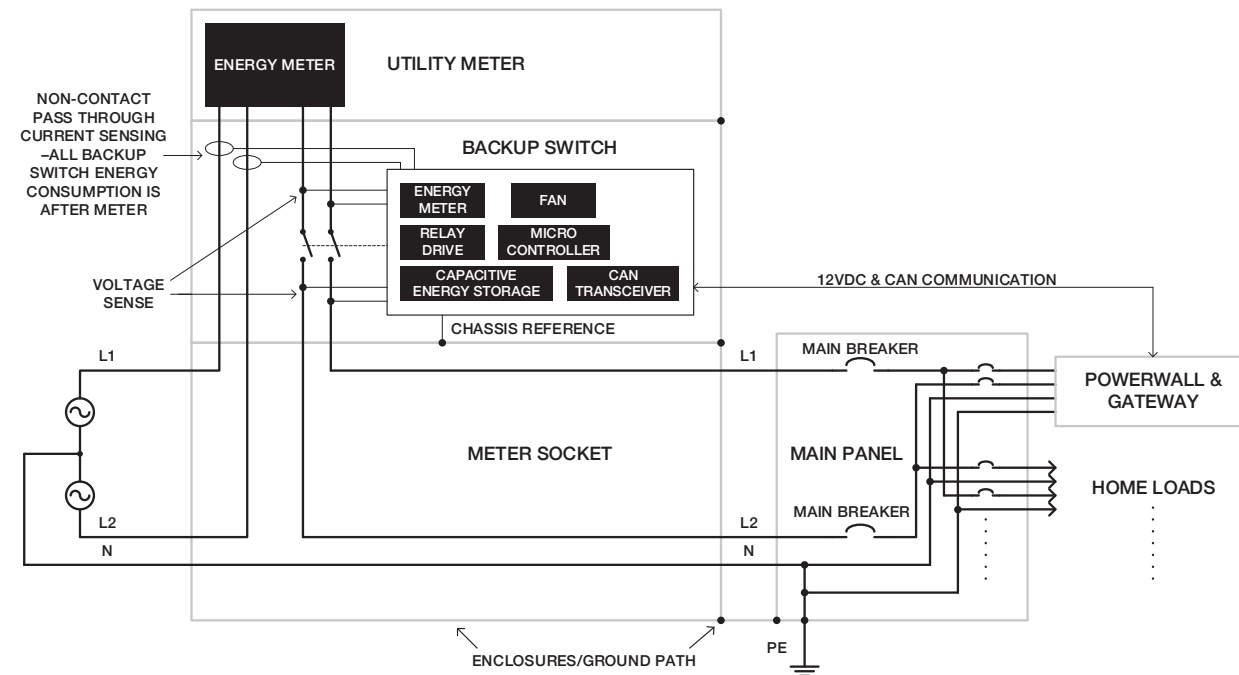 ENERGY METER
UTILITY METER
NON-CONTACT
PASS THROUGH
CURRENT SENSING
–ALL BACKUP
SWITCH ENERGY
CONSUMPTION IS
AFTER METER
BACKUP SWITCH
ENERGY
METER
FAN
RELAY
DRIVE
MICRO
CONTROLLER
CAPACITIVE
ENERGY STORAGE
CAN
TRANSCEIVER
VOLTAGE
SENSE
12VDC & CAN COMMUNICATION
CHASSIS REFERENCE
L1
L1
MAIN BREAKER
POWERWALL &
GATEWAY
METER SOCKET
MAIN PANEL
HOME LOADS
L2
L2
MAIN BREAKER
N
N
PE
ENCLOSURES/GROUND PATH